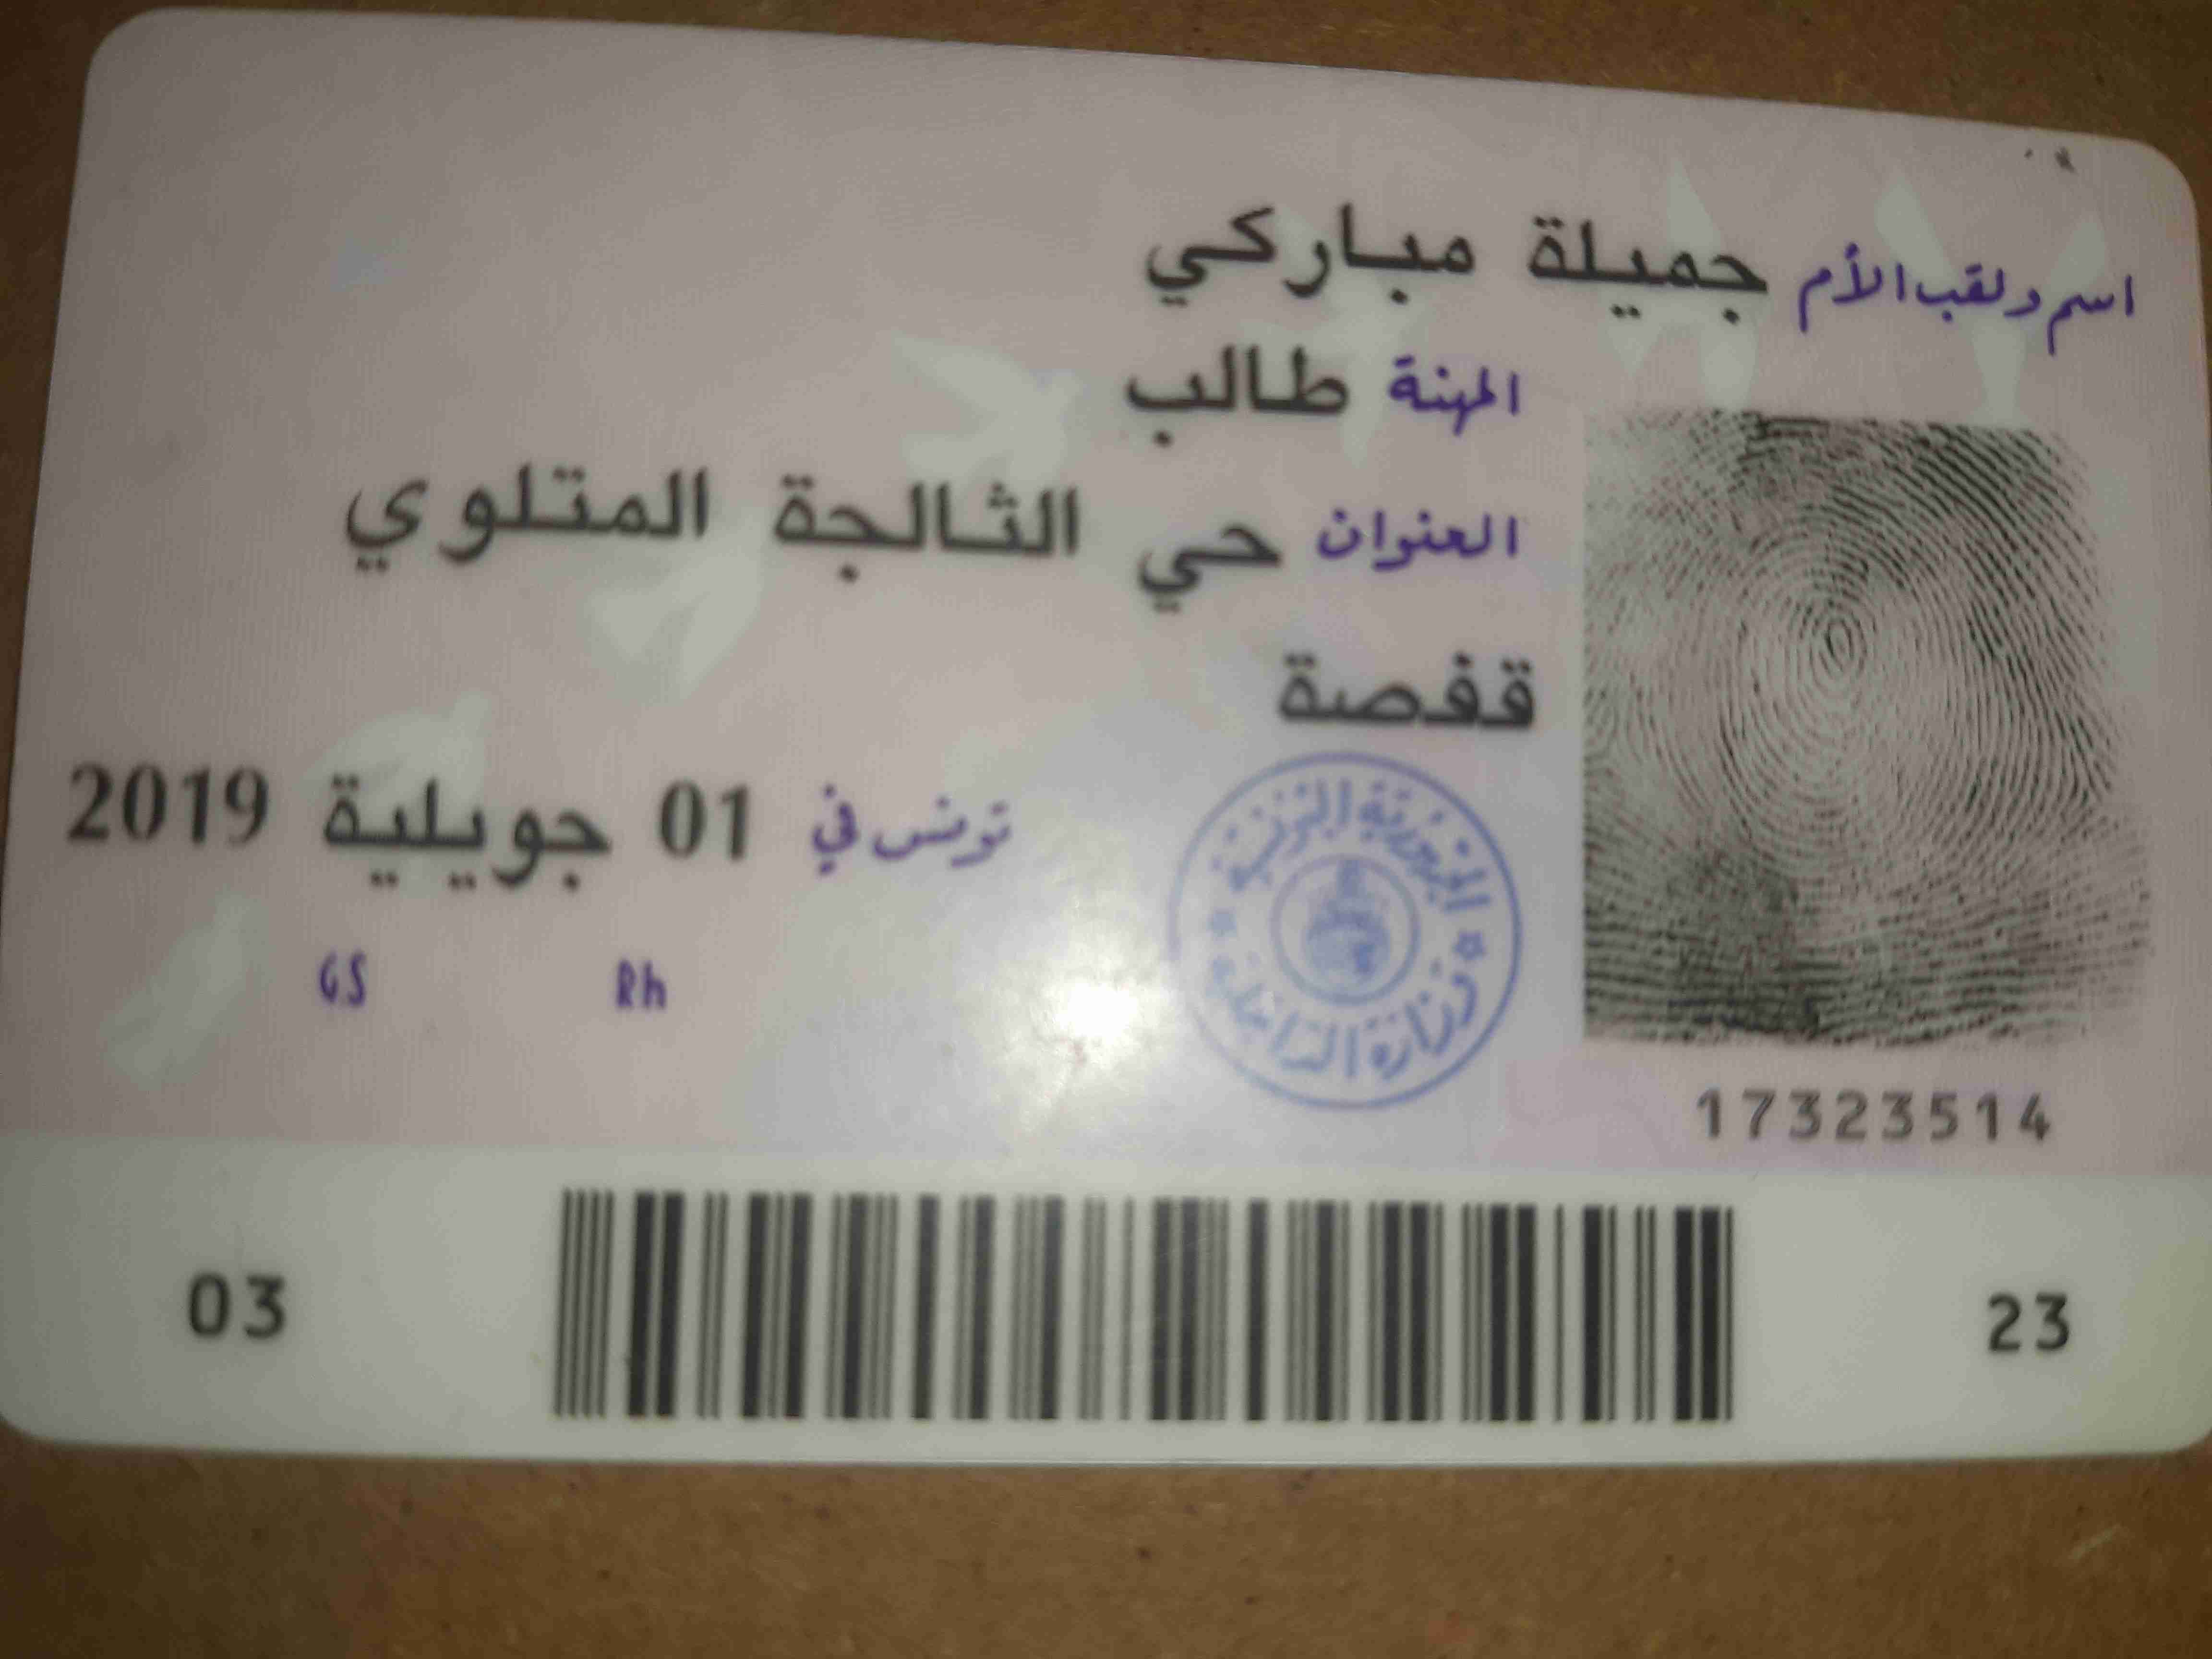 اسم ولقب الأم جميلة مباركي
المهنة طالب
العنوان حي الثالجة المتلوي
قفصة
تونس في 01 جويلية 2019
الجمهورية التونسية
وزارة الداخلية
GS Rh
17323514
03 23